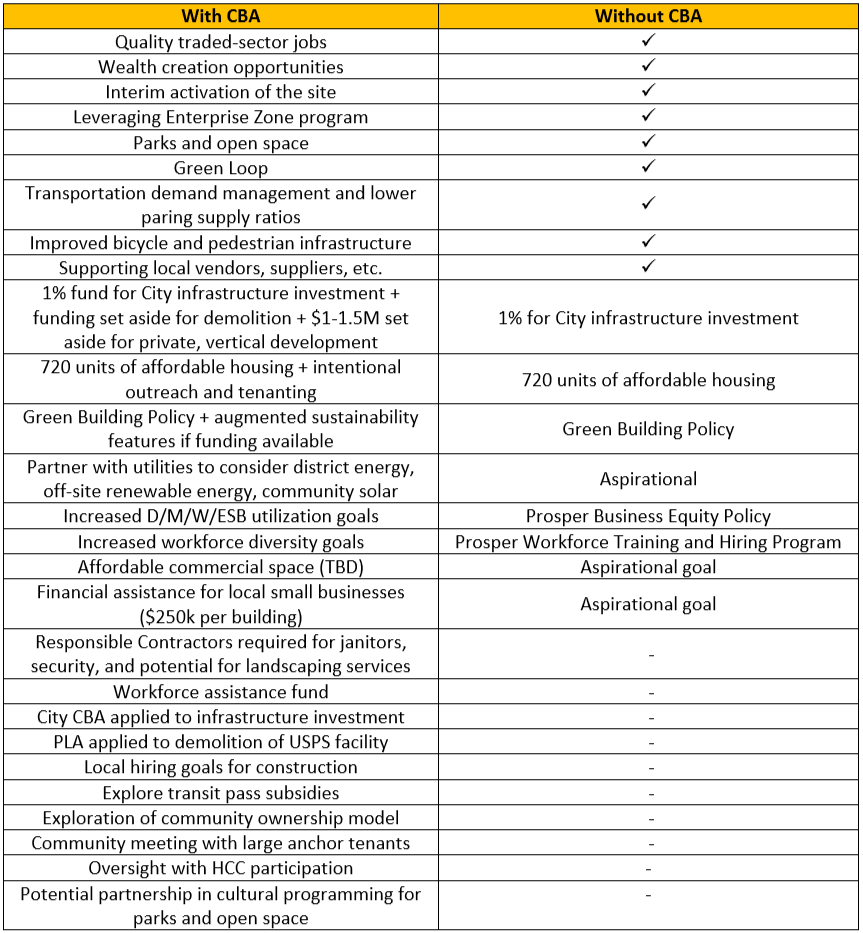 With CBA Without CBA
Quality traded-sector jobs ✓
Wealth creation opportunities ✓
Interim activation of the site ✓
Leveraging Enterprise Zone program ✓
Parks and open space ✓
Green Loop ✓
Transportation demand management and lower
paring supply ratios ✓
Improved bicycle and pedestrian infrastructure ✓
Supporting local vendors, suppliers, etc. ✓
1% fund for City infrastructure investment +
funding set aside for demolition + $1-1.5M set
aside for private, vertical development
1% for City infrastructure investment
720 units of affordable housing + intentional
outreach and tenanting
720 units of affordable housing
Green Building Policy + augmented sustainability
features if funding available
Green Building Policy
Partner with utilities to consider district energy,
off-site renewable energy, community solar
Aspirational
Increased D/M/W/ESB utilization goals Prosper Business Equity Policy
Increased workforce diversity goals Prosper Workforce Training and Hiring Program
Affordable commercial space (TBD) Aspirational goal
Financial assistance for local small businesses
($250k per building)
Aspirational goal
Responsible Contractors required for janitors,
security, and potential for landscaping services
-
Workforce assistance fund -
City CBA applied to infrastructure investment -
PLA applied to demolition of USPS facility -
Local hiring goals for construction -
Explore transit pass subsidies -
Exploration of community ownership model -
Community meeting with large anchor tenants -
Oversight with HCC participation -
Potential partnership in cultural programming for
parks and open space
-